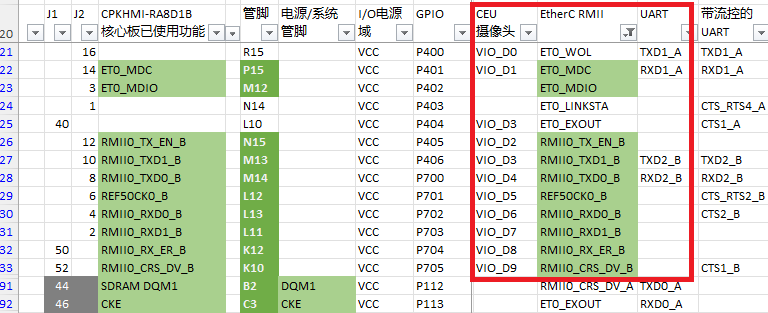 J1 J2 CPKHMI-RA8D1B 管脚 电源/系统 I/O电源 GPIO CEU EtherC RMII UART 带流控的
20 核心板已使用功能 管脚 域 摄像头 UART
21 16 R15 VCC P400 VIO_D0 ET0_WOL TXD1_A TXD1_A
22 14 ET0_MDC P15 VCC P401 VIO_D1 ET0_MDC RXD1_A RXD1_A
23 3 ET0_MDIO M12 VCC P402 ET0_MDIO
24 1 N14 VCC P403 ET0_LINKSTA CTS_RTS4_A
25 40 L10 VCC P404 VIO_D3 ET0_EXOUT CTS1_A
26 12 RMII0_TX_EN_B N15 VCC P405 VIO_D2 RMII0_TX_EN_B
27 10 RMII0_TXD1_B M13 VCC P406 VIO_D3 RMII0_TXD1_B TXD2_B TXD2_B
28 8 RMII0_TXD0_B M14 VCC P700 VIO_D4 RMII0_TXD0_B RXD2_B RXD2_B
29 6 REF50CK0_B L12 VCC P701 VIO_D5 REF50CK0_B CTS_RTS2_B
30 4 RMII0_RXD0_B L13 VCC P702 VIO_D6 RMII0_RXD0_B CTS2_B
31 2 RMII0_RXD1_B L11 VCC P703 VIO_D7 RMII0_RXD1_B
32 50 RMII0_RX_ER_B K12 VCC P704 VIO_D8 RMII0_RX_ER_B
33 52 RMII0_CRS_DV_B K10 VCC P705 VIO_D9 RMII0_CRS_DV_B CTS1_B
91 44 SDRAM DQM1 B2 DQM1 VCC P112 RMII0_CRS_DV_A TXD0_A
92 46 CKE C3 CKE VCC P113 ET0_EXOUT RXD0_A